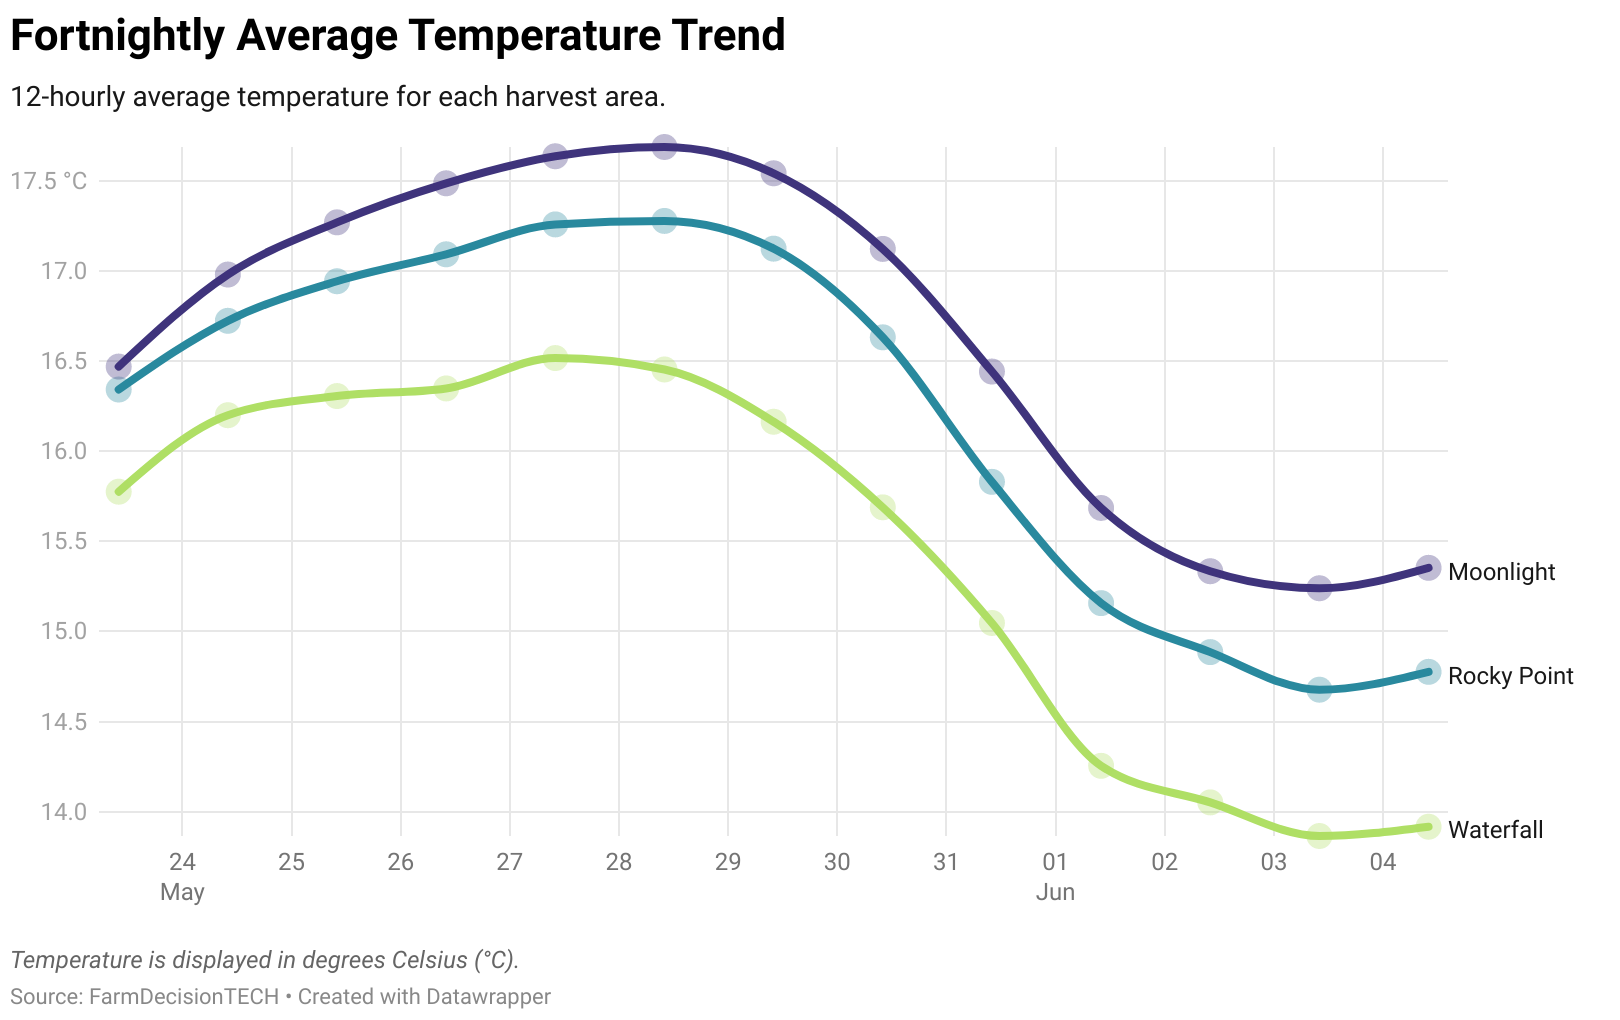 Fortnightly Average Temperature Trend
12-hourly average temperature for each harvest area.
17.5 °C
17.0
16.5
16.0
15.5
15.0
14.5
14.0
Moonlight
Rocky Point
Waterfall
24 25 26 27 28 29 30 31 01 02 03 04
May Jun
Temperature is displayed in degrees Celsius (°C).
Source: FarmDecisionTECH • Created with Datawrapper